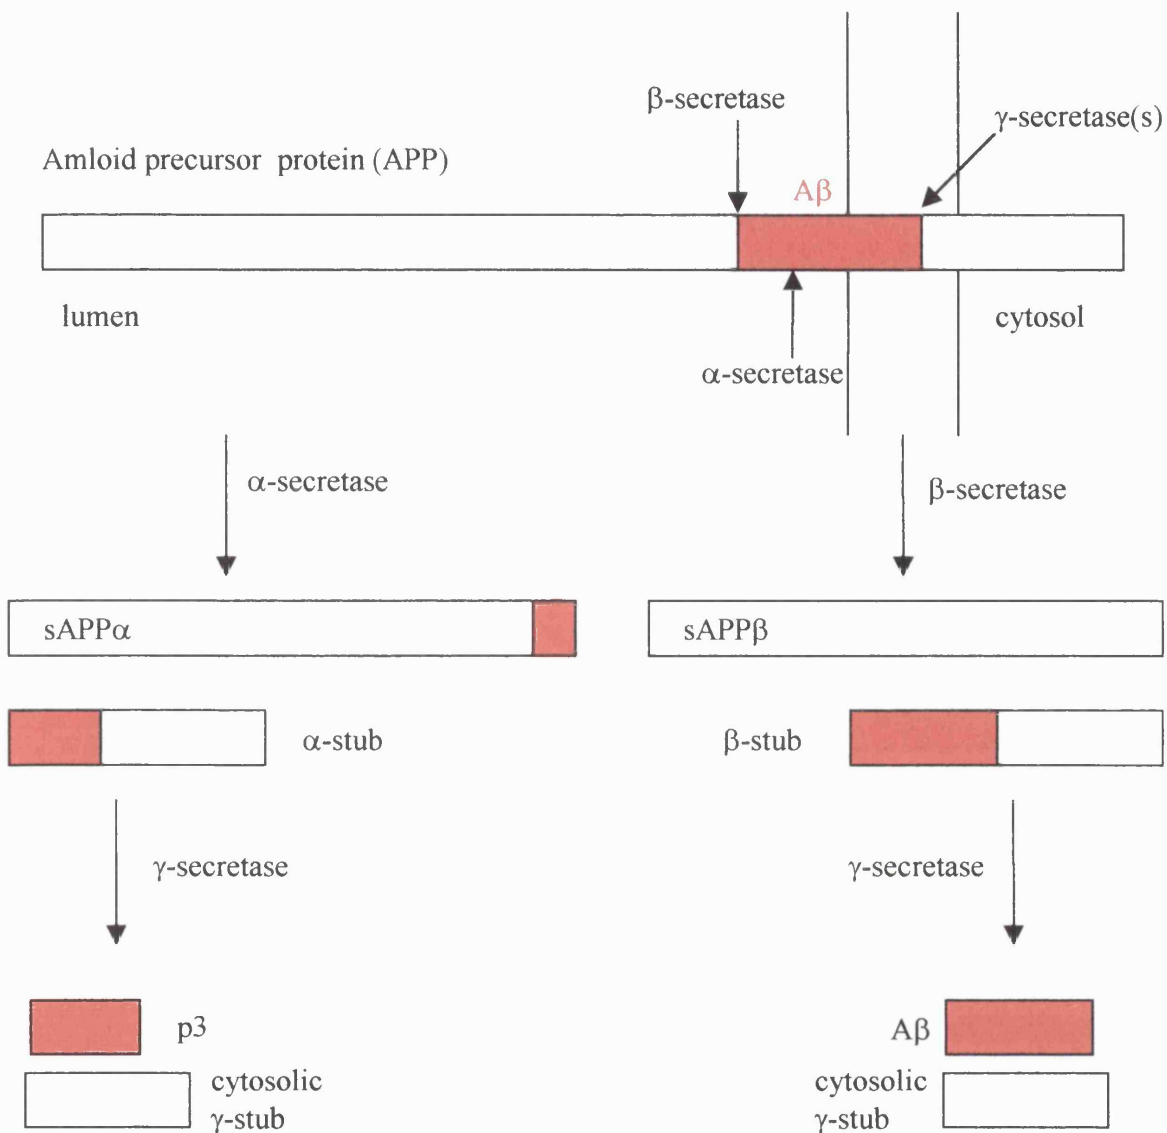 β-secretase
γ-secretase(s)
Amloid precursor protein (APP)
Aβ
lumen
cytosol
α-secretase
α-secretase
β-secretase
sAPPα
sAPPβ
α-stub
β-stub
γ-secretase
γ-secretase
p3
Aβ
cytosolic
γ-stub
cytosolic
γ-stub